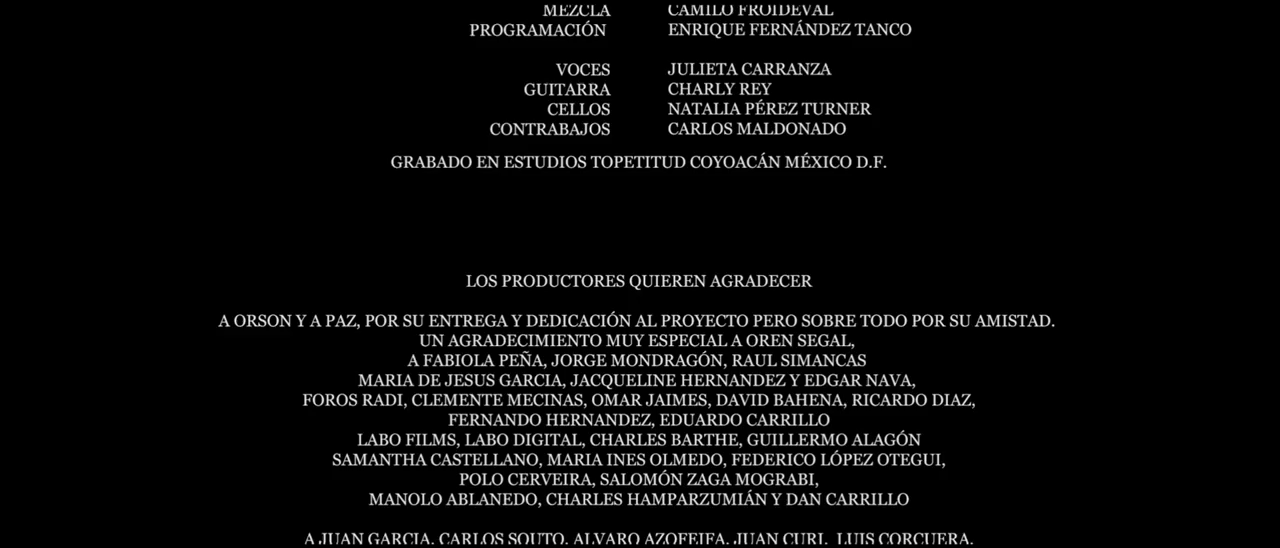 MEZCLA CAMILO FROIDEVAL
PROGRAMACIÓN ENRIQUE FERNÁNDEZ TANCO
VOCES JULIETA CARRANZA
GUITARRA CHARLY REY
CELLOS NATALIA PÉREZ TURNER
CONTRABAJOS CARLOS MALDONADO
GRABADO EN ESTUDIOS TOPETITUD COYOACÁN MÉXICO D.F.
LOS PRODUCTORES QUIEREN AGRADECER
A ORSON Y A PAZ, POR SU ENTREGA Y DEDICACIÓN AL PROYECTO PERO SOBRE TODO POR SU AMISTAD.
UN AGRADECIMIENTO MUY ESPECIAL A OREN SEGAL,
A FABIOLA PEÑA, JORGE MONDRAGÓN, RAUL SIMANCAS
MARIA DE JESUS GARCIA, JACQUELINE HERNANDEZ Y EDGAR NAVA,
FOROS RADI, CLEMENTE MECINAS, OMAR JAIMES, DAVID BAHENA, RICARDO DIAZ,
FERNANDO HERNANDEZ, EDUARDO CARRILLO
LABO FILMS, LABO DIGITAL, CHARLES BARTHE, GUILLERMO ALAGÓN
SAMANTHA CASTELLANO, MARIA INES OLMEDO, FEDERICO LÓPEZ OTEGUI,
POLO CERVEIRA, SALOMÓN ZAGA MOGRABI,
MANOLO ABLANEDO, CHARLES HAMPARZUMIÁN Y DAN CARRILLO
A JUAN GARCIA, CARLOS SOUTO, ALVARO AZOFEIFA, JUAN CURI, LUIS CORCUERA,